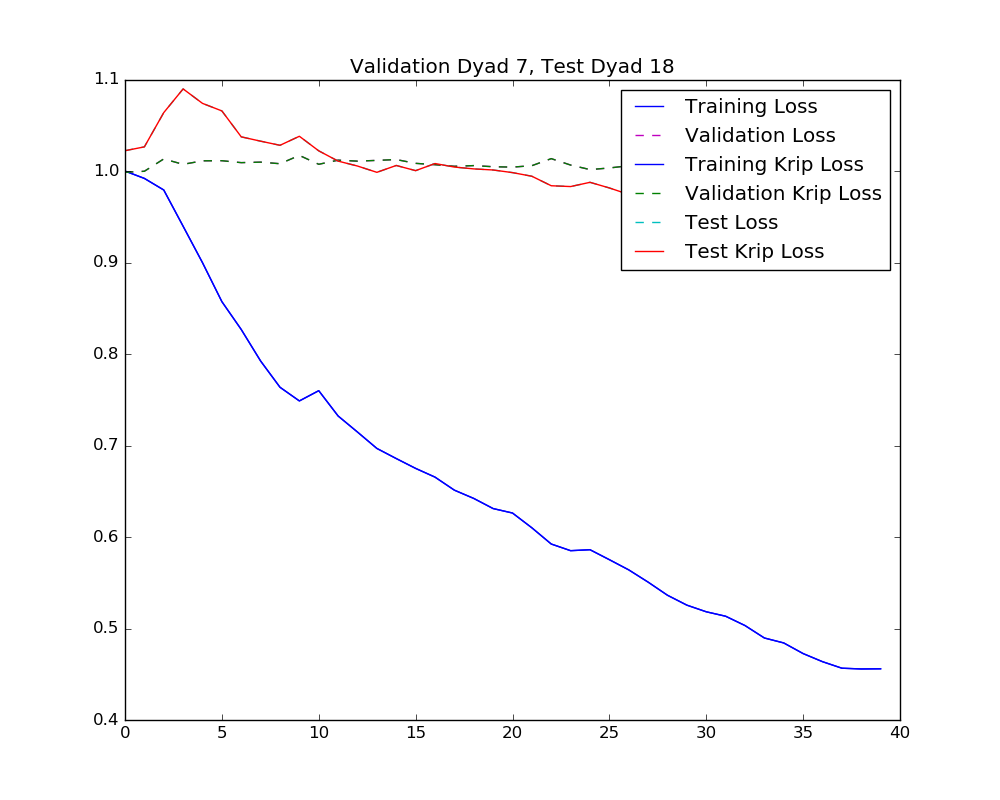 Validation Dyad 7, Test Dyad 18
1.1
1.0
0.9
0.8
0.7
0.6
0.5
0.4
Training Loss
Validation Loss
Training Krip Loss
Validation Krip Loss
Test Loss
Test Krip Loss
0 5 10 15 20 25 30 35 40